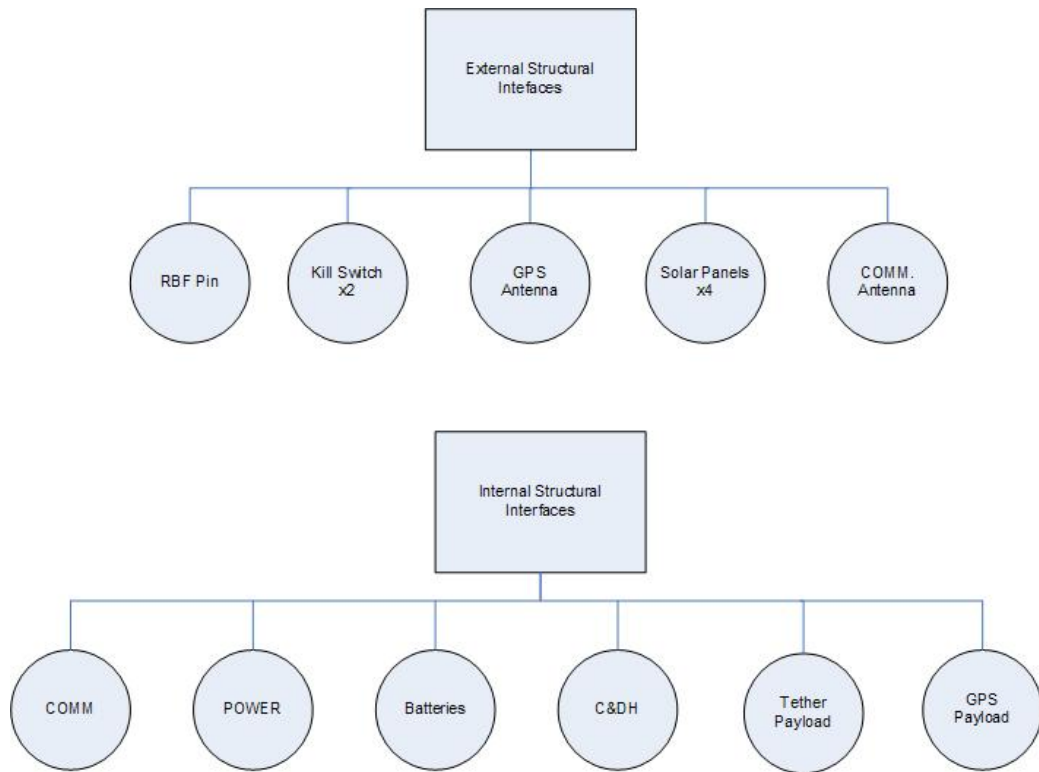 External Structural
Intefaces
RBF Pin
Kill Switch
x2
GPS
Antenna
Solar Panels
x4
COMM.
Antenna
Internal Structural
Interfaces
COMM
POWER
Batteries
C&DH
Tether
Payload
GPS
Payload